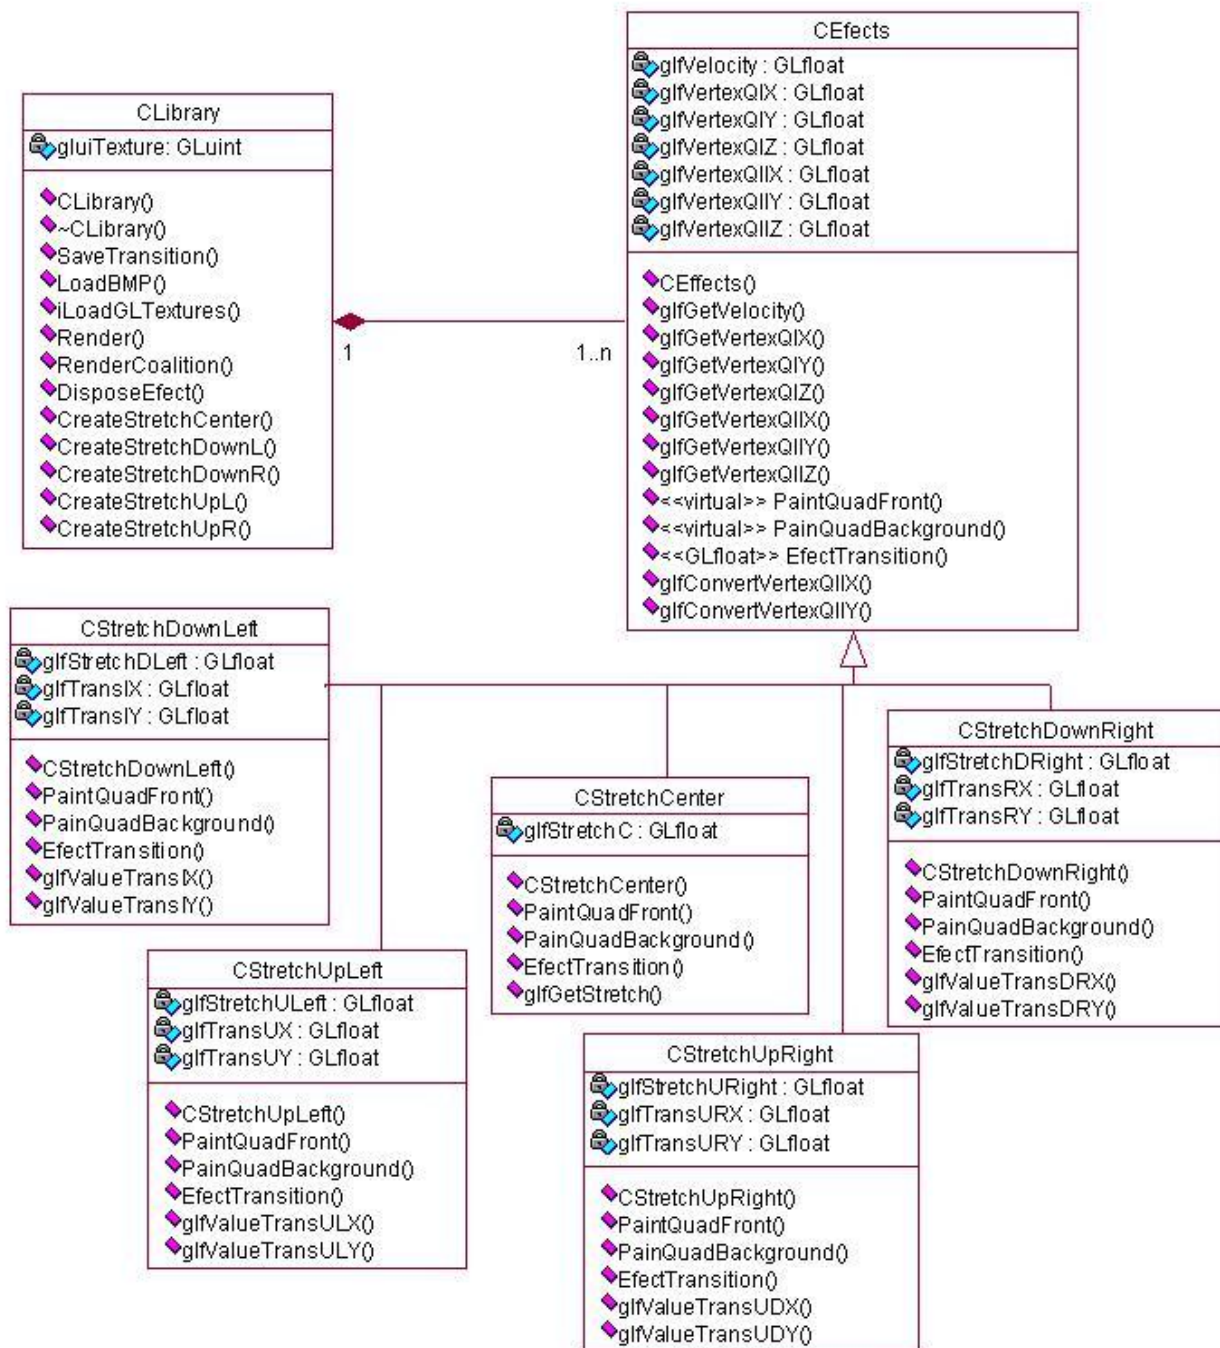 CLibrary
gluiTexture: GLuint
CLibrary()
~CLibrary()
SaveTransition()
LoadBMP()
iLoadGLTextures()
Render()
RenderCoalition()
DisposeEfect()
CreateStretchCenter()
CreateStretchDownL()
CreateStretchDownR()
CreateStretchUpL()
CreateStretchUpR()
1
1..n
CEfects
glfVelocity : GLfloat
glfVertexQIX : GLfloat
glfVertexQIY : GLfloat
glfVertexQIZ : GLfloat
glfVertexQIIX : GLfloat
glfVertexQIIY : GLfloat
glfVertexQIIZ : GLfloat
CEffects()
glfGetVelocity()
glfGetVertexQIX()
glfGetVertexQIY()
glfGetVertexQIZ()
glfGetVertexQIIX()
glfGetVertexQIIY()
glfGetVertexQIIZ()
<<virtual>> PaintQuadFront()
<<virtual>> PainQuadBackground()
<<GLfloat>> EfectTransition()
glfConvertVertexQIIX()
glfConvertVertexQIIY()
CStretchDownLeft
glfStretchDLeft : GLfloat
glfTransIX : GLfloat
glfTransIY : GLfloat
CStretchDownLeft()
PaintQuadFront()
PainQuadBackground()
EfectTransition()
glfValueTransIX()
glfValueTransIY()
CStretchUpLeft
glfStretchULeft : GLfloat
glfTransUX : GLfloat
glfTransUY : GLfloat
CStretchUpLeft()
PaintQuadFront()
PainQuadBackground()
EfectTransition()
glfValueTransULX()
glfValueTransULY()
CStretchCenter
glfStretchC : GLfloat
CStretchCenter()
PaintQuadFront()
PainQuadBackground()
EfectTransition()
glfGetStretch()
CStretchUpRight
glfStretchURight : GLfloat
glfTransURX : GLfloat
glfTransURY : GLfloat
CStretchUpRight()
PaintQuadFront()
PainQuadBackground()
EfectTransition()
glfValueTransUDX()
glfValueTransUDY()
CStretchDownRight
glfStretchDRight : GLfloat
glfTransRX : GLfloat
glfTransRY : GLfloat
CStretchDownRight()
PaintQuadFront()
PainQuadBackground()
EfectTransition()
glfValueTransDRX()
glfValueTransDRY()